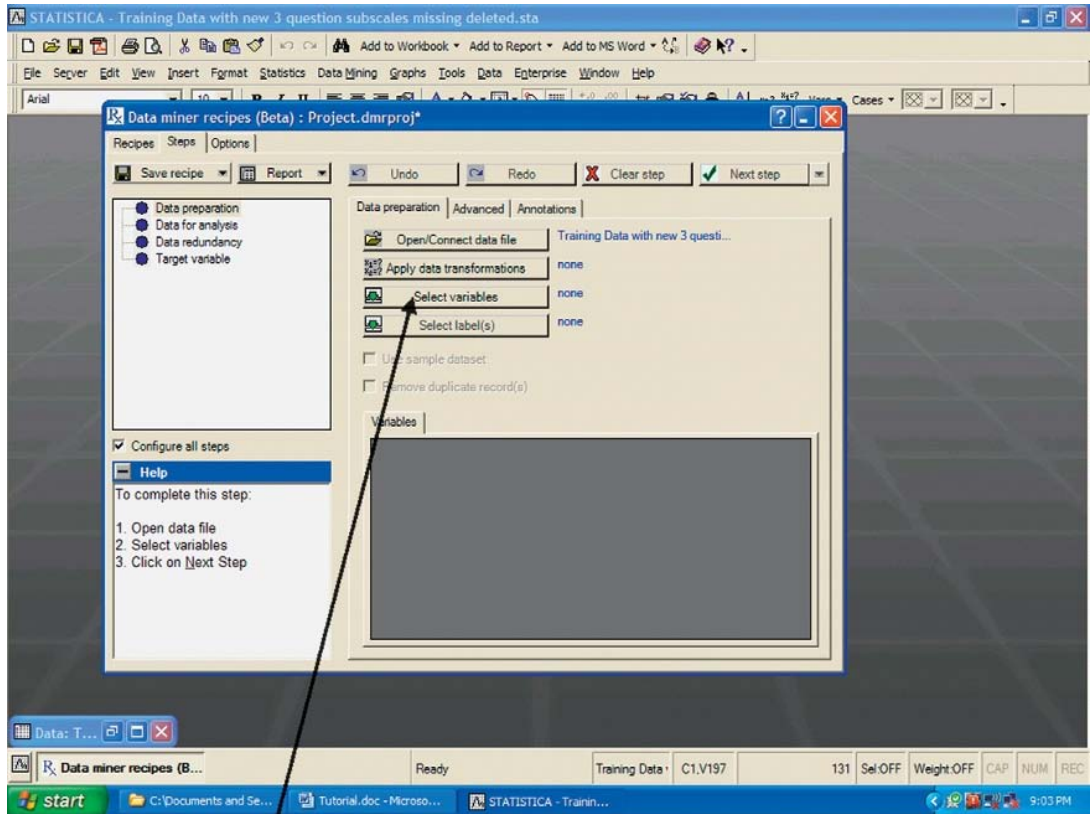 STATISTICA - Training Data with new 3 question subscales missing deleted.sta
Add to Workbook Add to Report Add to MS Word
File Server Edit View Insert Format Statistics Data Mining Graphs Tools Data Enterprise Window Help
Arial 10 Cases
Data miner recipes (Beta) : Project.dmrproj*
Recipes Steps Options
Save recipe Report Undo Redo Clear step Next step
Data preparation
Data for analysis
Data redundancy
Target variable
Configure all steps
Help
To complete this step:
1. Open data file
2. Select variables
3. Click on Next Step
Data preparation Advanced Annotations
Open/Connect data file Training Data with new 3 questi...
Apply data transformations none
Select variables none
Select label(s) none
Use sample dataset
Remove duplicate record(s)
Variables
Data: T...
Data miner recipes (B... Ready Training Data C1,V197 131 Sel:OFF Weight:OFF CAP NUM REC
start C:\Documents and Se... Tutorial.doc - Microso... STATISTICA - Trainin... 9:03 PM